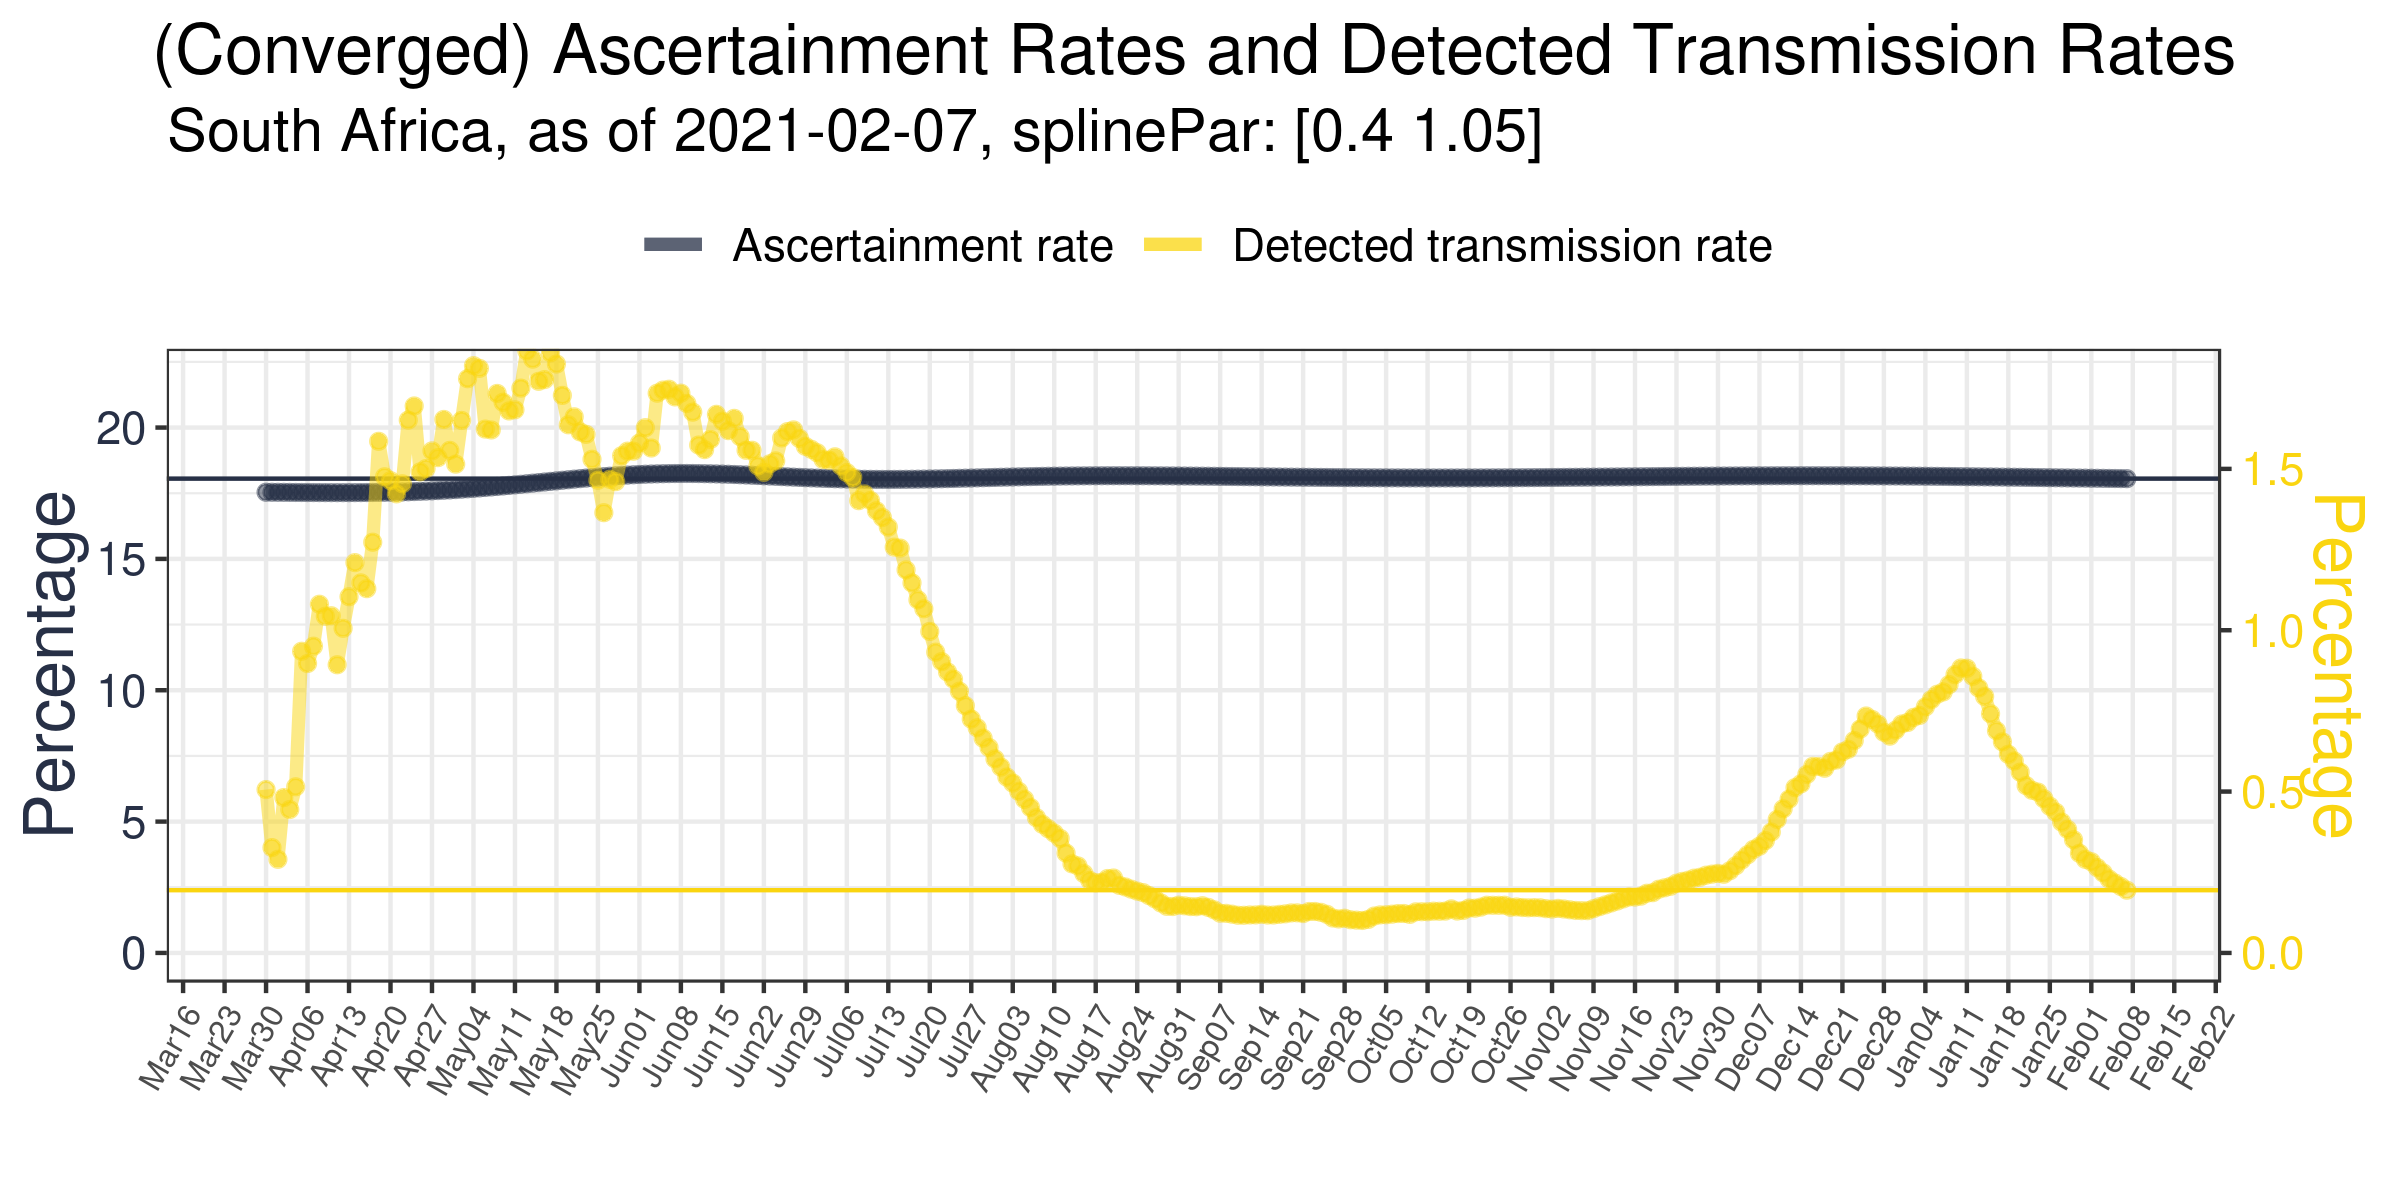 (Converged) Ascertainment Rates and Detected Transmission Rates
South Africa, as of 2021-02-07, splinePar: [0.4 1.05]
Ascertainment rate
Detected transmission rate
Percentage
20
15
10
5
0
1.5
1.0
0.5
0.0
Percentage
Mar16
Mar23
Mar30
Apr06
Apr13
Apr20
Apr27
May04
May11
May18
May25
Jun01
Jun08
Jun15
Jun22
Jun29
Jul06
Jul13
Jul20
Jul27
Aug03
Aug10
Aug17
Aug24
Aug31
Sep07
Sep14
Sep21
Sep28
Oct05
Oct12
Oct19
Oct26
Nov02
Nov09
Nov16
Nov23
Nov30
Dec07
Dec14
Dec21
Dec28
Jan04
Jan11
Jan18
Jan25
Feb01
Feb08
Feb15
Feb22